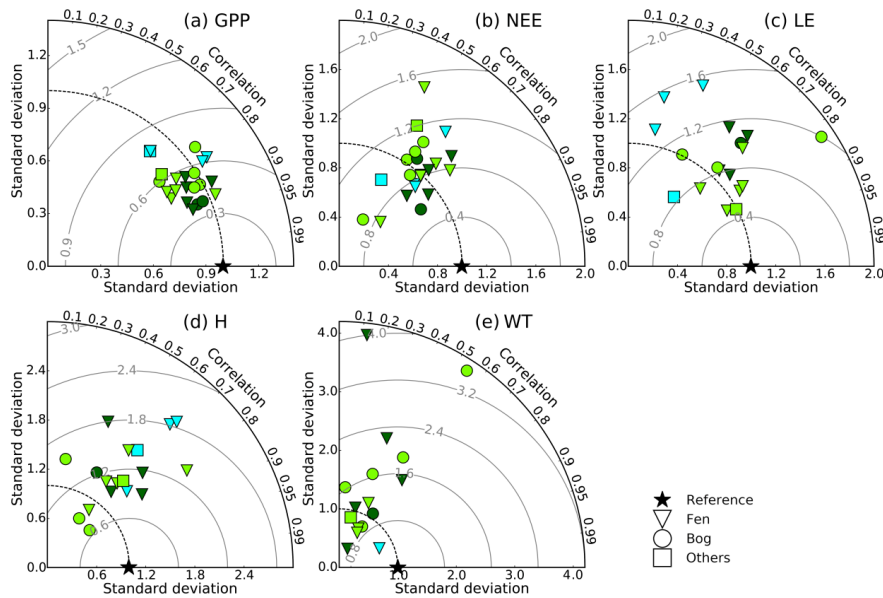 (a) GPP
0.1 0.2 0.3 0.4 0.5 0.6 0.7 0.8 0.9 0.95 0.99
Correlation
1.5 1.2 0.9 0.6 0.3
Standard deviation
1.2 0.9 0.6 0.3 0.0
0.3 0.6 0.9 1.2
Standard deviation
(b) NEE
0.1 0.2 0.3 0.4 0.5 0.6 0.7 0.8 0.9 0.95 0.99
Correlation
2.0 1.6 1.2 0.8 0.4
Standard deviation
1.6 1.2 0.8 0.4 0.0
0.4 0.8 1.2 1.6 2.0
Standard deviation
(c) LE
0.1 0.2 0.3 0.4 0.5 0.6 0.7 0.8 0.9 0.95 0.99
Correlation
2.0 1.6 1.2 0.8 0.4
Standard deviation
1.6 1.2 0.8 0.4 0.0
0.4 0.8 1.2 1.6 2.0
Standard deviation
(d) H
0.1 0.2 0.3 0.4 0.5 0.6 0.7 0.8 0.9 0.95 0.99
Correlation
3.0 2.4 1.8 1.2 0.6
Standard deviation
2.4 1.8 1.2 0.6 0.0
0.6 1.2 1.8 2.4
Standard deviation
(e) WT
0.1 0.2 0.3 0.4 0.5 0.6 0.7 0.8 0.9 0.95 0.99
Correlation
4.0 3.2 2.4 1.6 0.8
Standard deviation
4.0 3.0 2.0 1.0 0.0
1.0 2.0 3.0 4.0
Standard deviation
Reference
Fen
Bog
Others